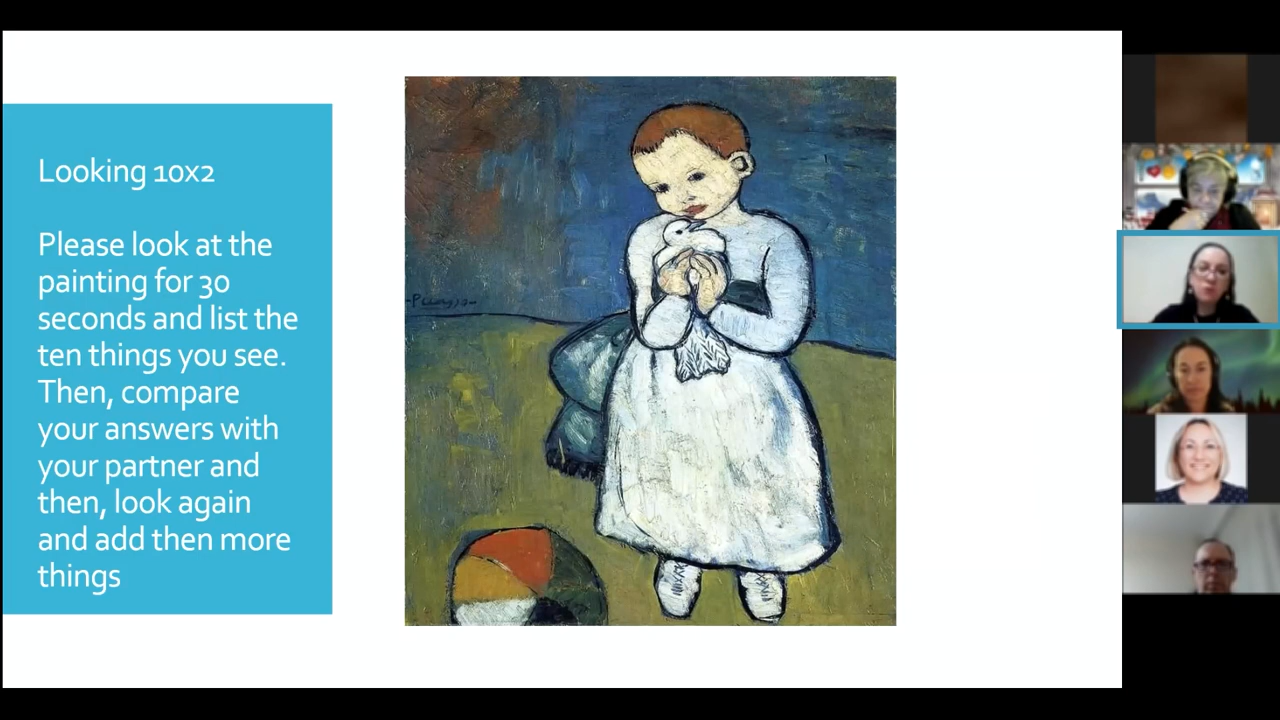 Looking 10x2
Please look at the
painting for 30
seconds and list the
ten things you see.
Then, compare
your answers with
your partner and
then, look again
and add then more
things
-Picasso-